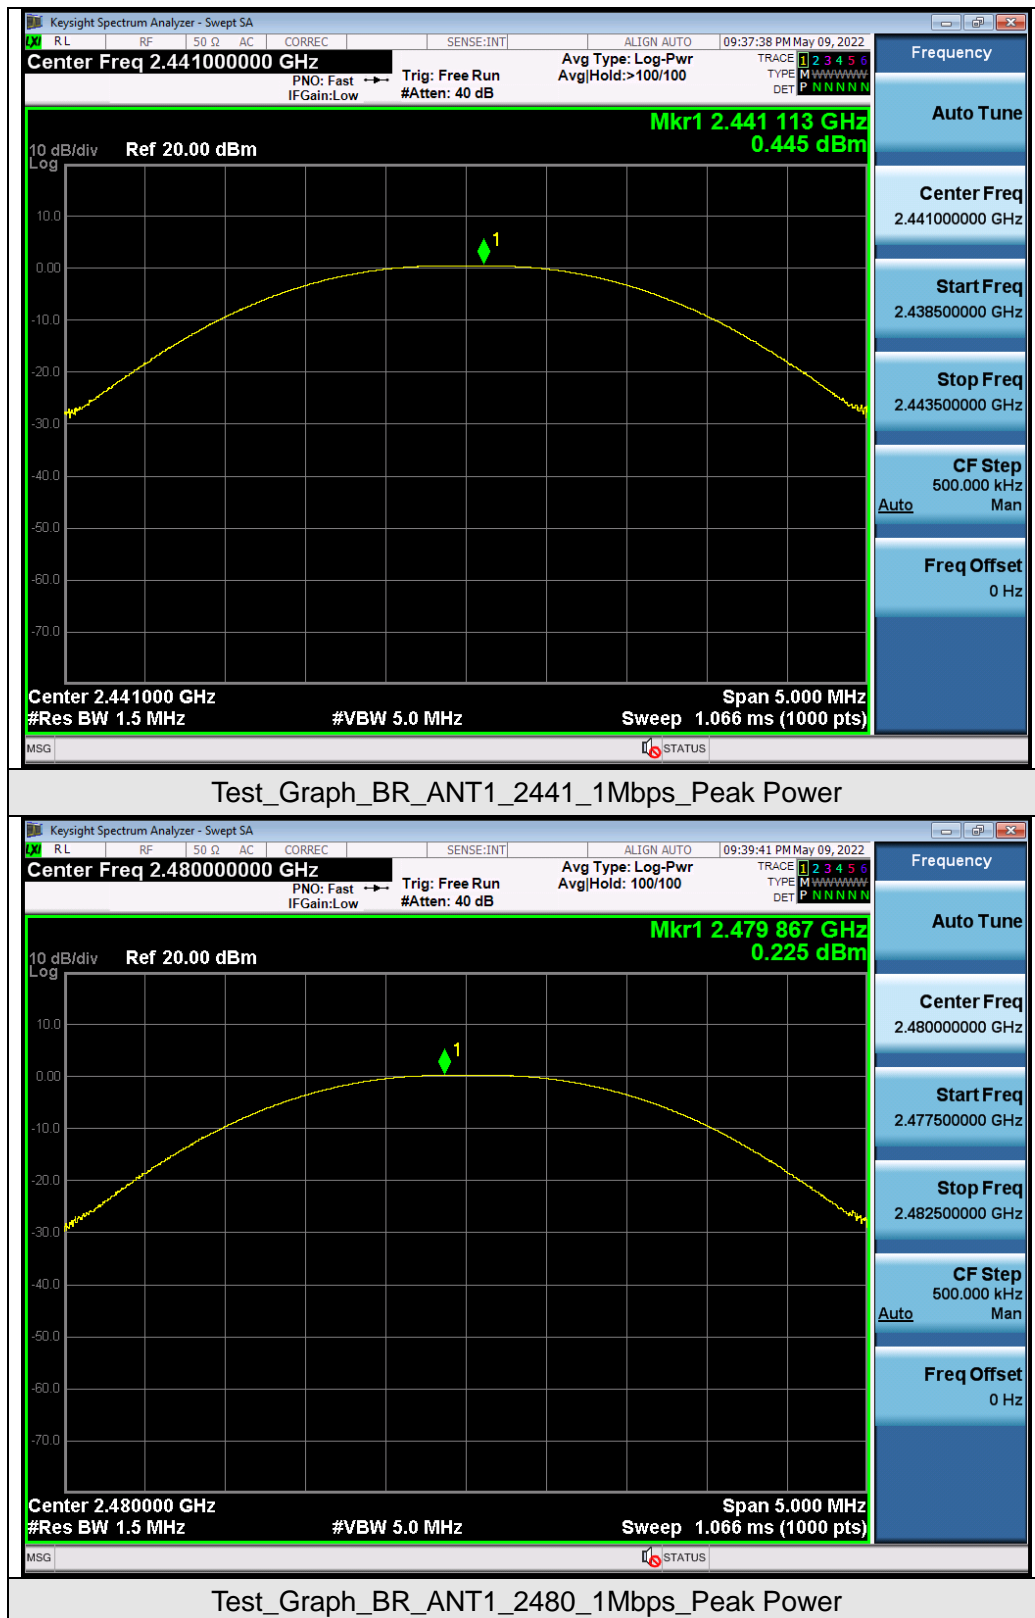 Keysight Spectrum Analyzer - Swept SA
LXI RL RF 50 Ω AC CORREC SENSE:INT ALIGN AUTO 09:37:38 PM May 09, 2022
Center Freq 2.441000000 GHz
PNO: Fast
IFGain:Low
Trig: Free Run
#Atten: 40 dB
Avg Type: Log-Pwr
Avg|Hold:>100/100
TRACE 1 2 3 4 5 6
TYPE M WWWWW
DET P N N N N N
Mkr1 2.441 113 GHz
0.445 dBm
10 dB/div Ref 20.00 dBm
Log
10.0
1
0.00
-10.0
-20.0
-30.0
-40.0
-50.0
-60.0
-70.0
Center 2.441000 GHz Span 5.000 MHz
#Res BW 1.5 MHz #VBW 5.0 MHz Sweep 1.066 ms (1000 pts)
MSG STATUS
Frequency
Auto Tune
Center Freq
2.441000000 GHz
Start Freq
2.438500000 GHz
Stop Freq
2.443500000 GHz
CF Step
500.000 kHz
Auto Man
Freq Offset
0 Hz
Test_Graph_BR_ANT1_2441_1Mbps_Peak Power
Keysight Spectrum Analyzer - Swept SA
LXI RL RF 50 Ω AC CORREC SENSE:INT ALIGN AUTO 09:39:41 PM May 09, 2022
Center Freq 2.480000000 GHz
PNO: Fast
IFGain:Low
Trig: Free Run
#Atten: 40 dB
Avg Type: Log-Pwr
Avg|Hold: 100/100
TRACE 1 2 3 4 5 6
TYPE M WWWWW
DET P N N N N N
Mkr1 2.479 867 GHz
0.225 dBm
10 dB/div Ref 20.00 dBm
Log
10.0
1
0.00
-10.0
-20.0
-30.0
-40.0
-50.0
-60.0
-70.0
Center 2.480000 GHz Span 5.000 MHz
#Res BW 1.5 MHz #VBW 5.0 MHz Sweep 1.066 ms (1000 pts)
MSG STATUS
Frequency
Auto Tune
Center Freq
2.480000000 GHz
Start Freq
2.477500000 GHz
Stop Freq
2.482500000 GHz
CF Step
500.000 kHz
Auto Man
Freq Offset
0 Hz
Test_Graph_BR_ANT1_2480_1Mbps_Peak Power